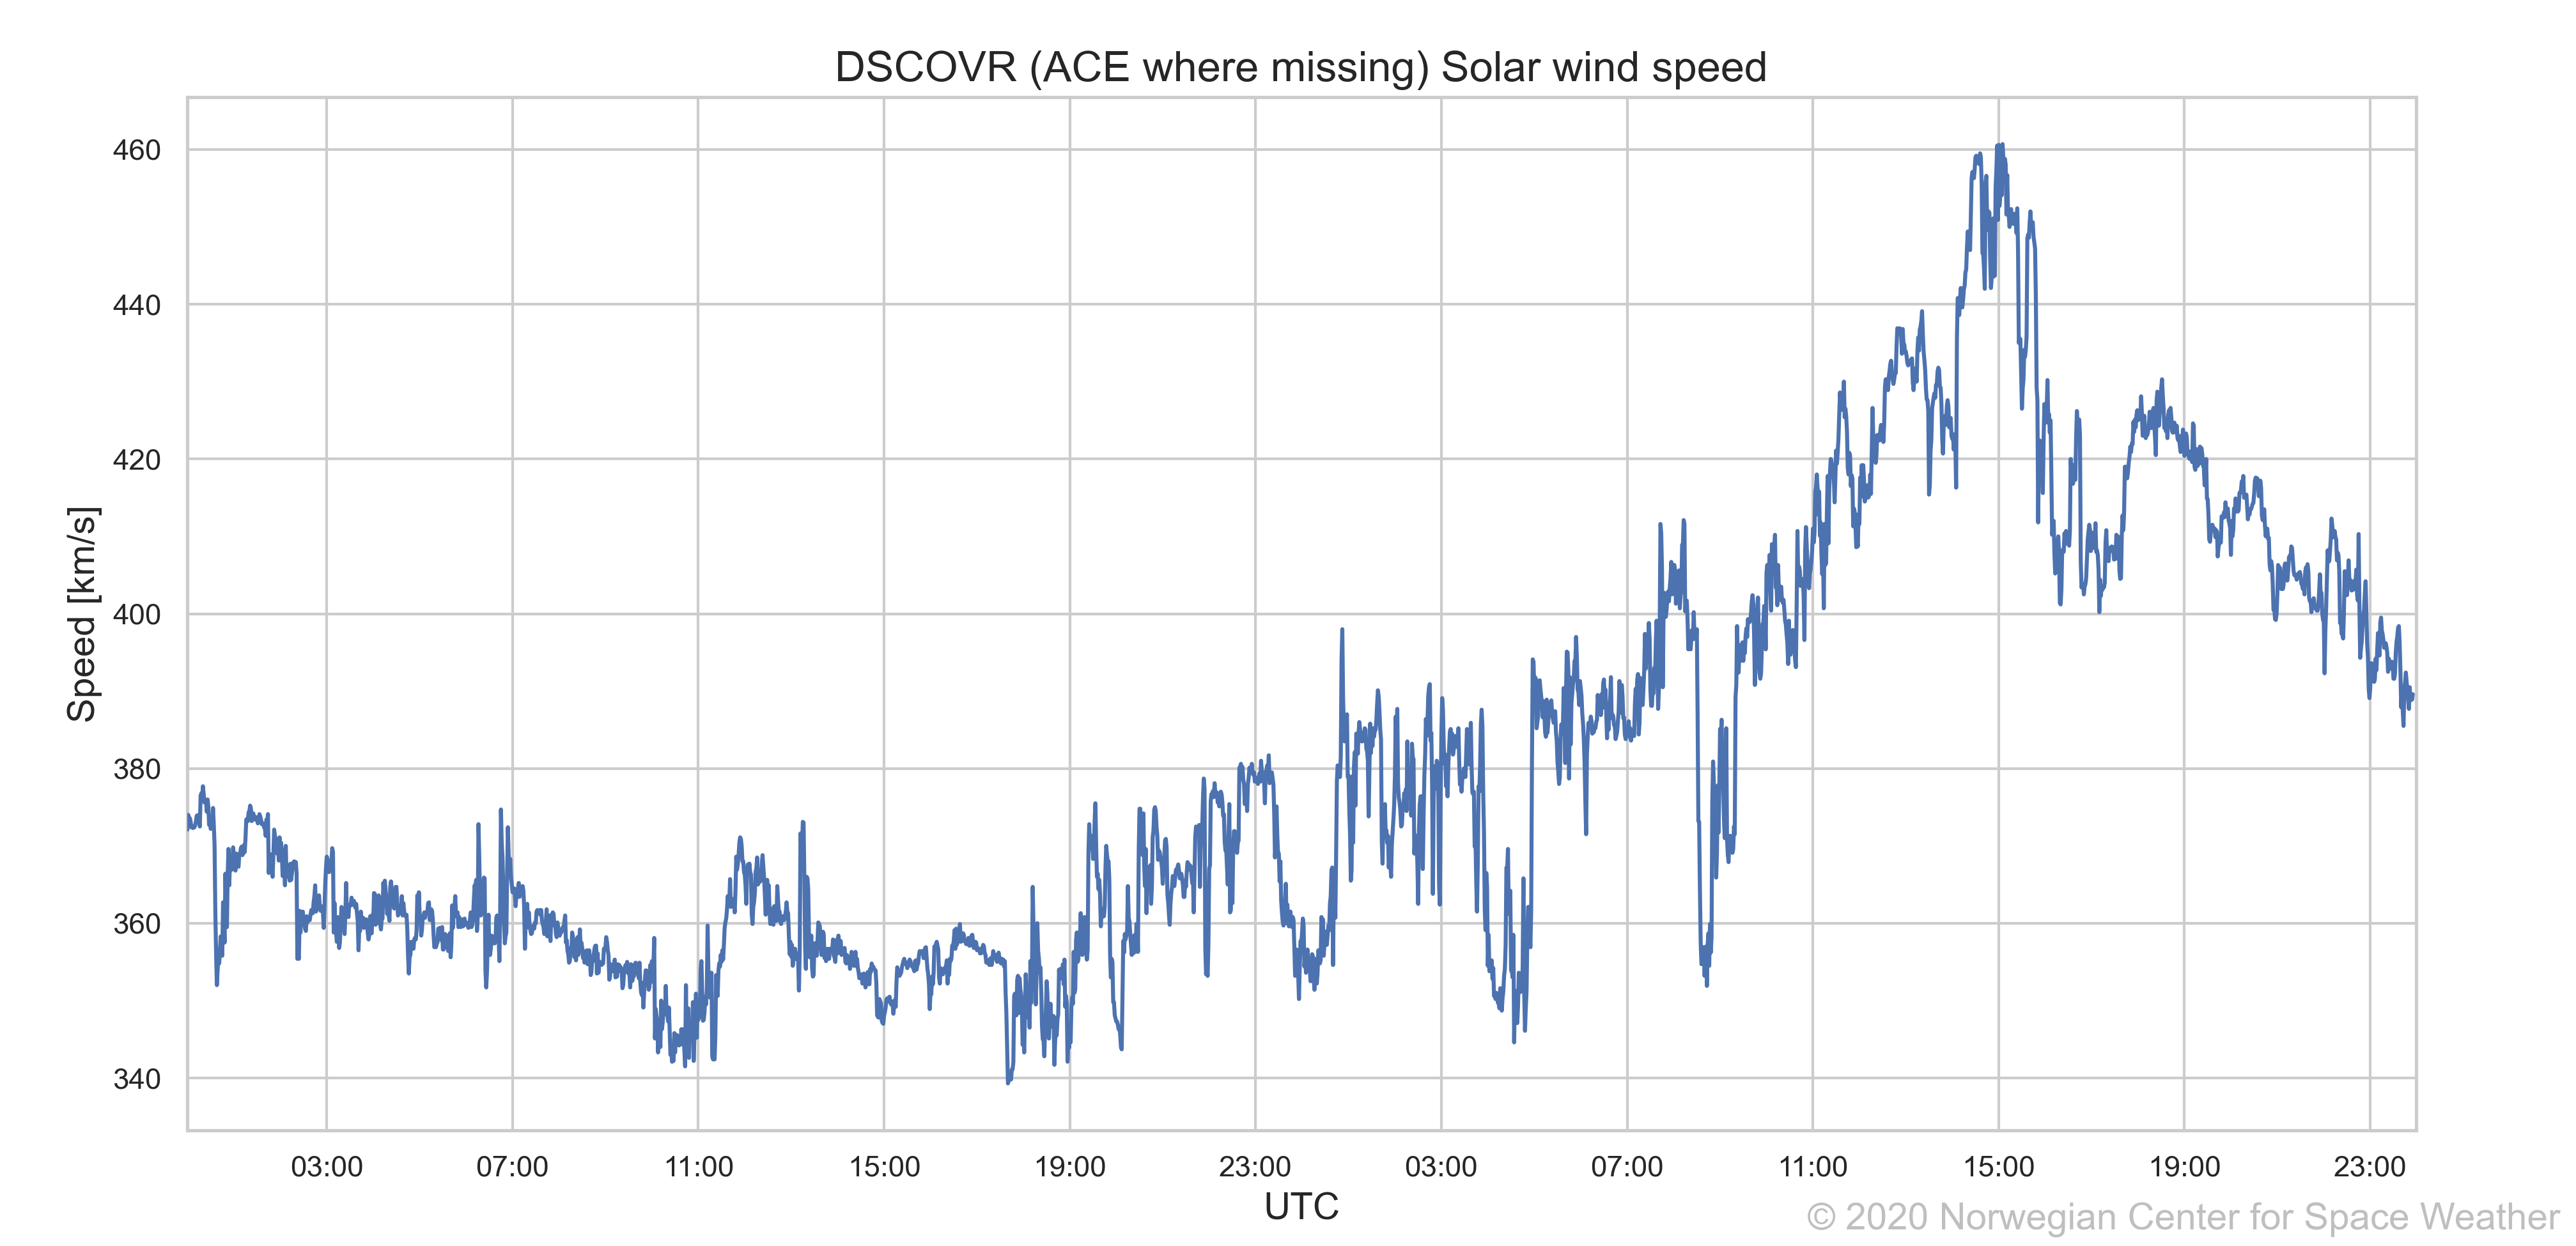 DSCOVR (ACE where missing) Solar wind speed
460
440
420
400
380
360
340
Speed [km/s]
03:00 07:00 11:00 15:00 19:00 23:00 03:00 07:00 11:00 15:00 19:00 23:00
UTC
© 2020 Norwegian Center for Space Weather